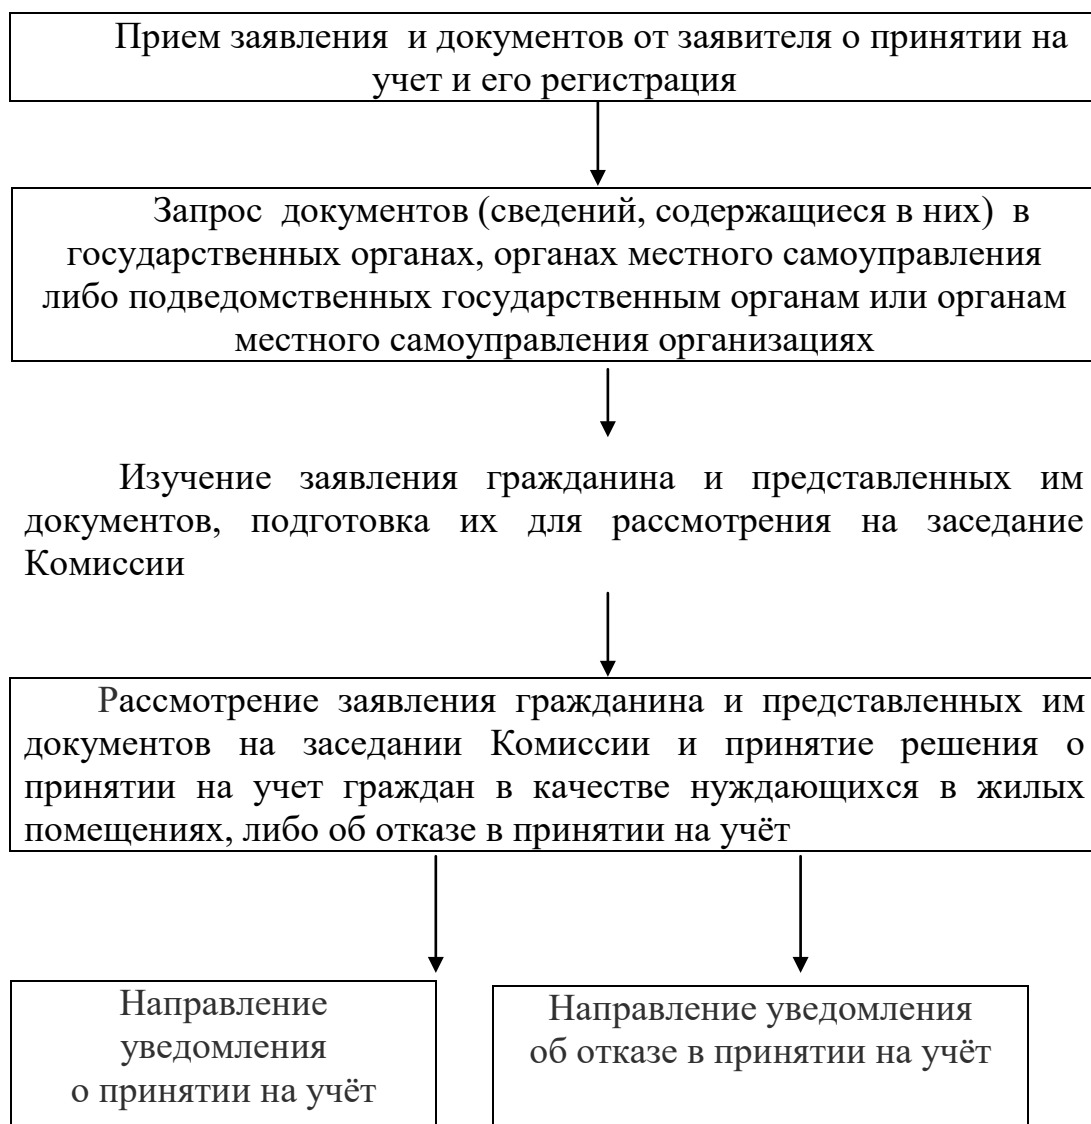 Прием заявления и документов от заявителя о принятии на
учет и его регистрация
Запрос документов (сведений, содержащиеся в них) в
государственных органах, органах местного самоуправления
либо подведомственных государственным органам или органам
местного самоуправления организациях
Изучение заявления гражданина и представленных им
документов, подготовка их для рассмотрения на заседание
Комиссии
Рассмотрение заявления гражданина и представленных им
документов на заседании Комиссии и принятие решения о
принятии на учет граждан в качестве нуждающихся в жилых
помещениях, либо об отказе в принятии на учёт
Направление
уведомления
о принятии на учёт
Направление уведомления
об отказе в принятии на учёт